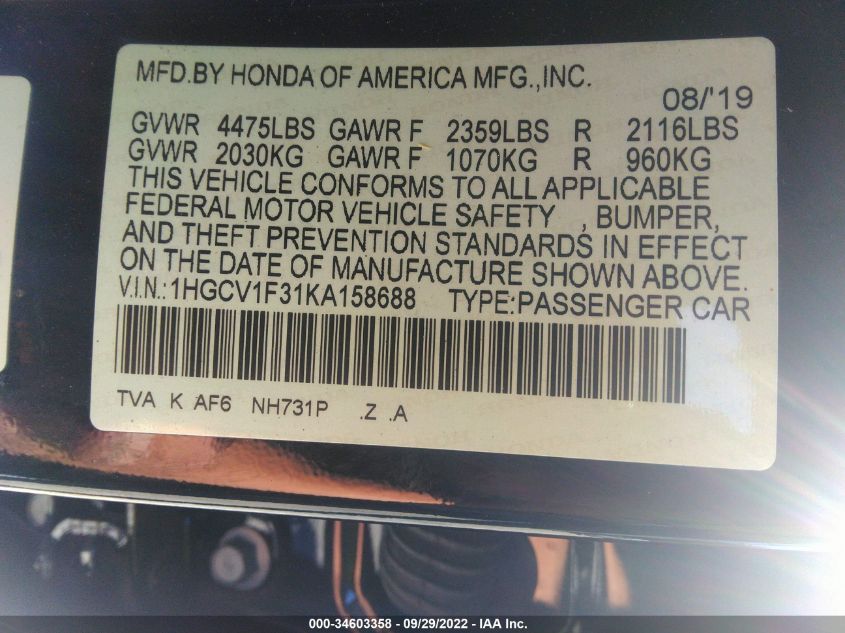 MFD.BY HONDA OF AMERICA MFG.,INC.
08/'19
GVWR 4475LBS GAWR F 2359LBS R 2116LBS
GVWR 2030KG GAWR F 1070KG R 960KG
THIS VEHICLE CONFORMS TO ALL APPLICABLE
FEDERAL MOTOR VEHICLE SAFETY , BUMPER,
AND THEFT PREVENTION STANDARDS IN EFFECT
ON THE DATE OF MANUFACTURE SHOWN ABOVE.
V.I.N.:1HGCV1F31KA158688 TYPE:PASSENGER CAR
TVA K AF6 NH731P .Z .A
000-34603358 - 09/29/2022 - IAA Inc.